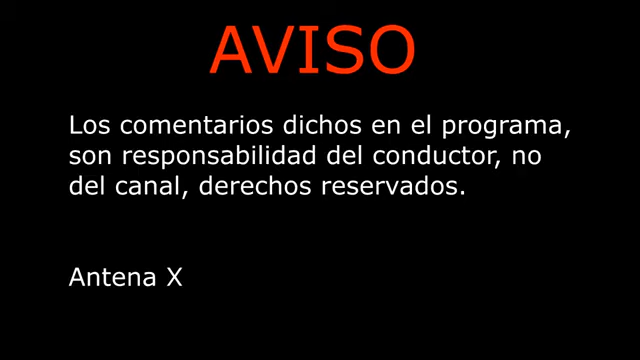 AVISO
Los comentarios dichos en el programa,
son responsabilidad del conductor, no
del canal, derechos reservados.
Antena X